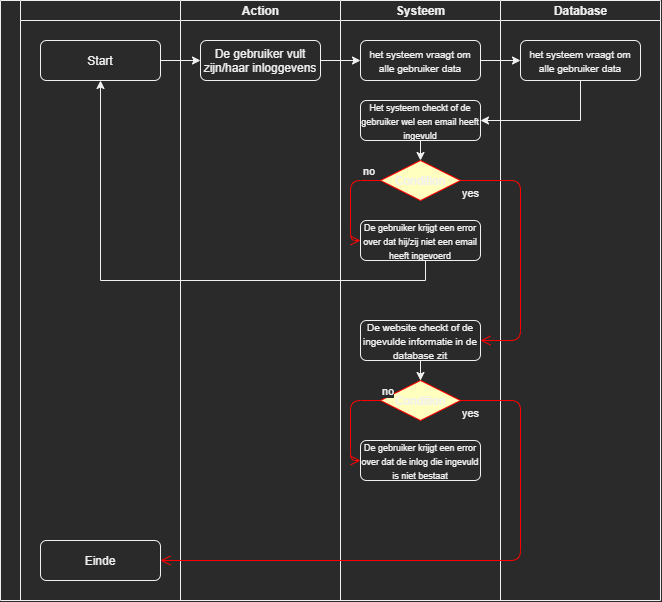 Action
Systeem
Database
Start
De gebruiker vult
zijn/haar inloggevens
het systeem vraagt om
alle gebruiker data
het systeem vraagt om
alle gebruiker data
Het systeem checkt of de
gebruiker wel een email heeft
ingevuld
no
condition
yes
De gebruiker krijgt een error
over dat hij/zij niet een email
heeft ingevoerd
De website checkt of de
ingevulde informatie in de
database zit
no
condition
yes
De gebruiker krijgt een error
over dat de inlog die ingevuld
is niet bestaat
Einde